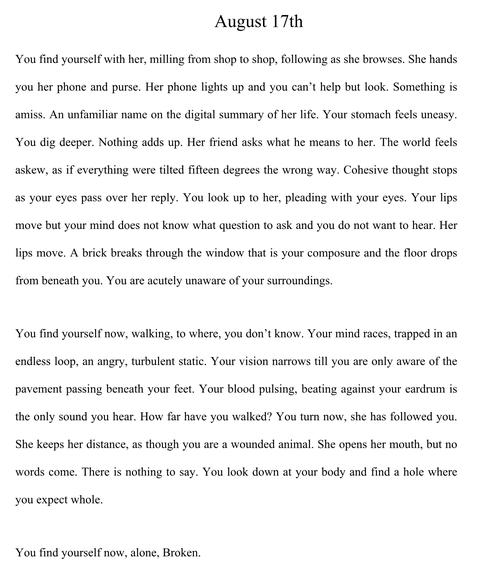 August 17th
You find yourself with her, milling from shop to shop, following as she browses. She hands
you her phone and purse. Her phone lights up and you can’t help but look. Something is
amiss. An unfamiliar name on the digital summary of her life. Your stomach feels uneasy.
You dig deeper. Nothing adds up. Her friend asks what he means to her. The world feels
askew, as if everything were tilted fifteen degrees the wrong way. Cohesive thought stops
as your eyes pass over her reply. You look up to her, pleading with your eyes. Your lips
move but your mind does not know what question to ask and you do not want to hear. Her
lips move. A brick breaks through the window that is your composure and the floor drops
from beneath you. You are acutely unaware of your surroundings.
You find yourself now, walking, to where, you don’t know. Your mind races, trapped in an
endless loop, an angry, turbulent static. Your vision narrows till you are only aware of the
pavement passing beneath your feet. Your blood pulsing, beating against your eardrum is
the only sound you hear. How far have you walked? You turn now, she has followed you.
She keeps her distance, as though you are a wounded animal. She opens her mouth, but no
words come. There is nothing to say. You look down at your body and find a hole where
you expect whole.
You find yourself now, alone, Broken.